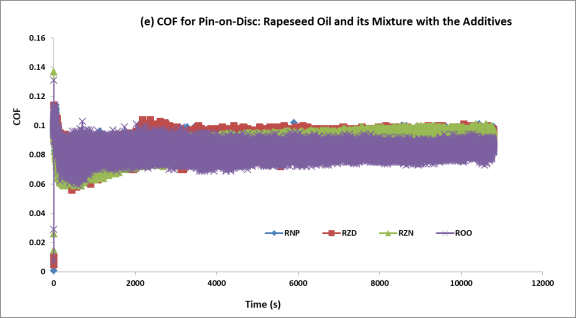 (e) COF for Pin-on-Disc: Rapeseed Oil and its Mixture with the Additives
0.16
0.14
0.12
0.1
0.08
0.06
0.04
0.02
0
COF
RNP RZD RZN ROO
0 2000 4000 6000 8000 10000 12000
Time (s)